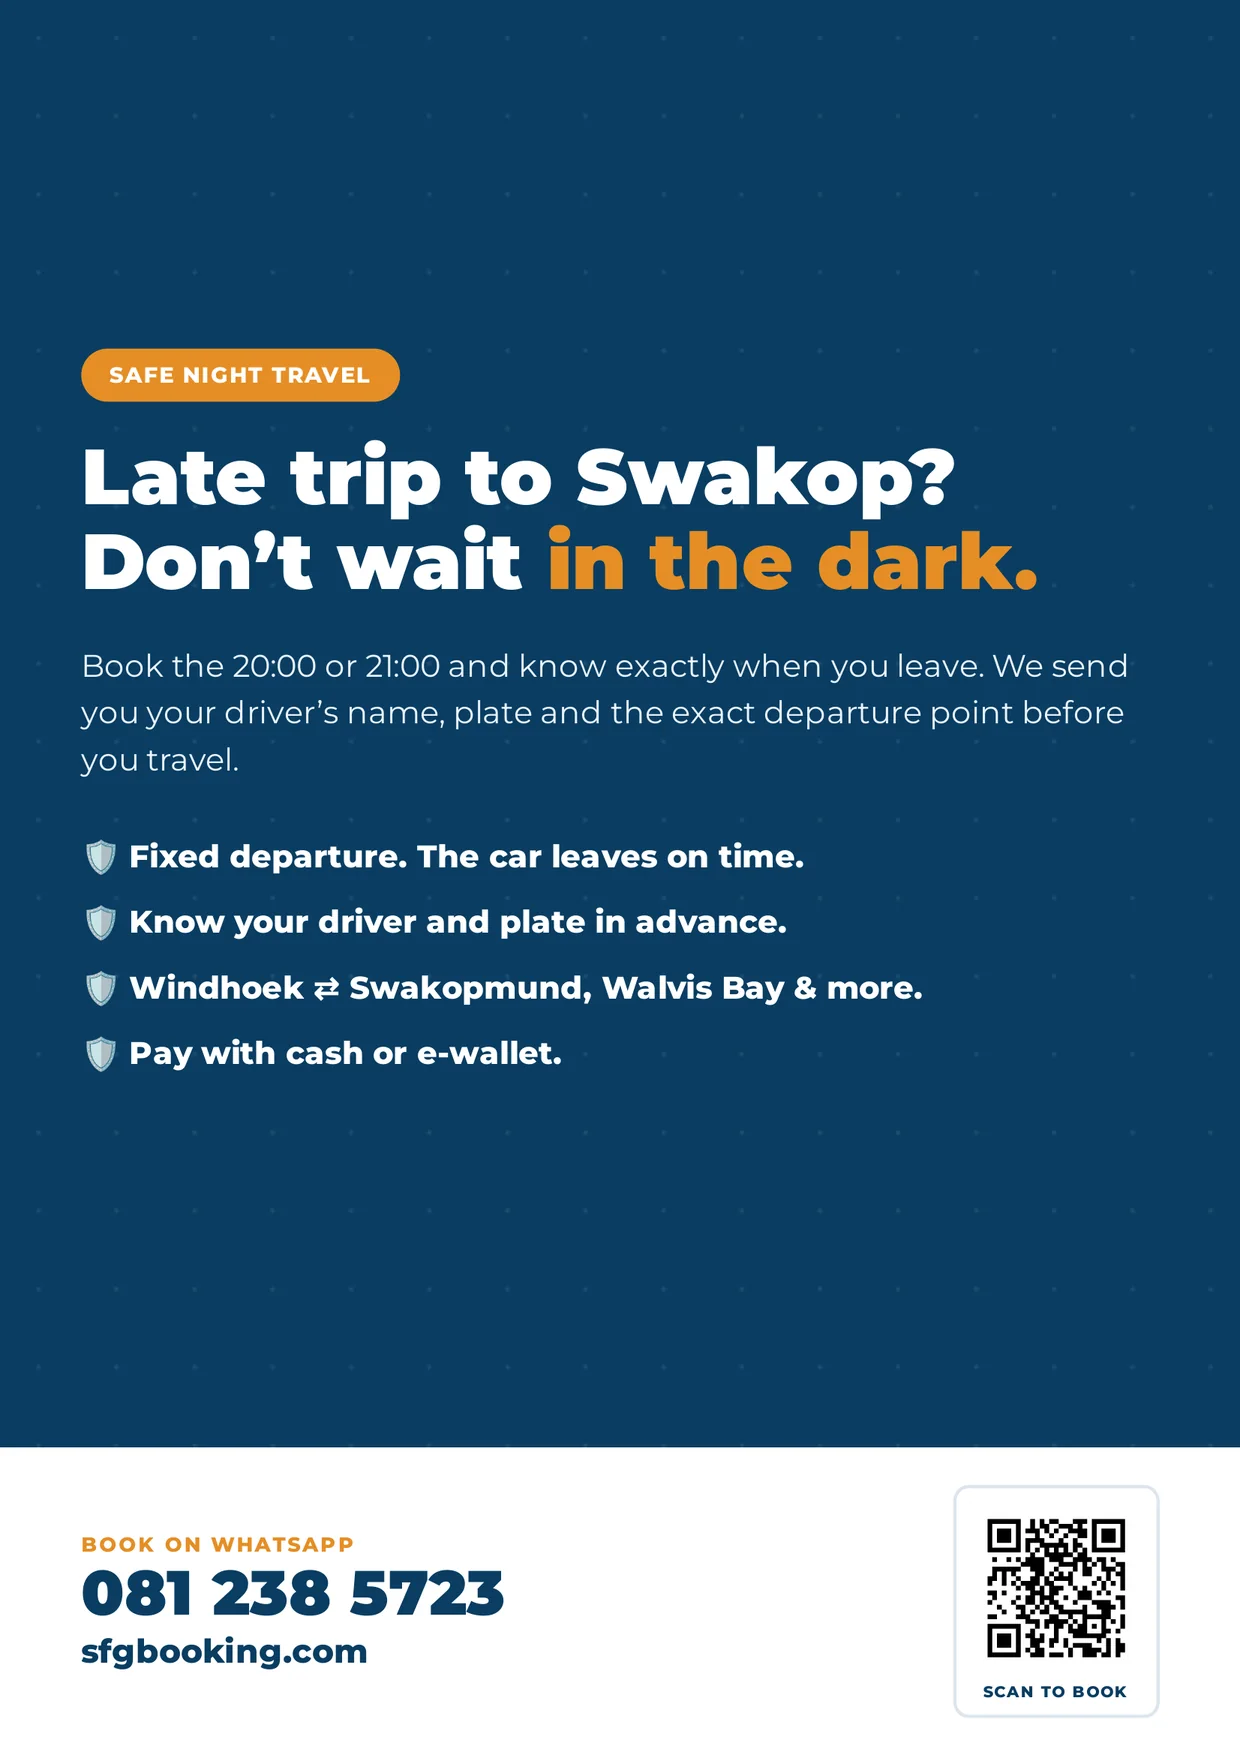 SAFE NIGHT TRAVEL
Late trip to Swakop?
Don’t wait in the dark.
Book the 20:00 or 21:00 and know exactly when you leave. We send
you your driver’s name, plate and the exact departure point before
you travel.
Fixed departure. The car leaves on time.
Know your driver and plate in advance.
Windhoek ⇄ Swakopmund, Walvis Bay & more.
Pay with cash or e-wallet.
BOOK ON WHATSAPP
081 238 5723
sfgbooking.com
SCAN TO BOOK